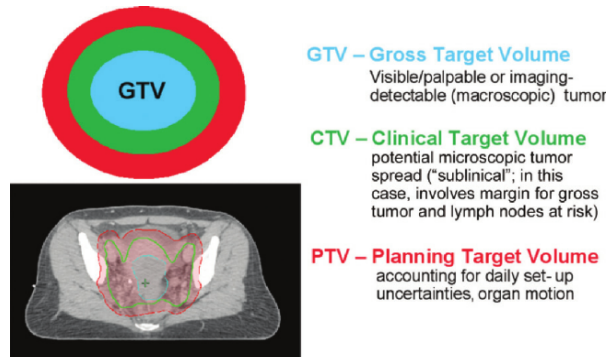 GTV
GTV – Gross Target Volume
Visible/palpable or imaging-
detectable (macroscopic) tumor
CTV – Clinical Target Volume
potential microscopic tumor
spread (“sublinical”; in this
case, involves margin for gross
tumor and lymph nodes at risk)
PTV – Planning Target Volume
accounting for daily set-up
uncertainties, organ motion